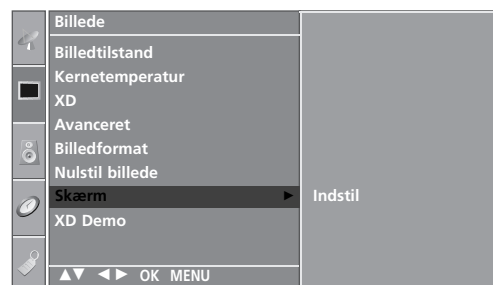 Billede
Billedtilstand
Kernetemperatur
XD
Avanceret
Billedformat
Nulstil billede
Skærm ► Indstil
XD Demo
▲▼ ◄► OK MENU